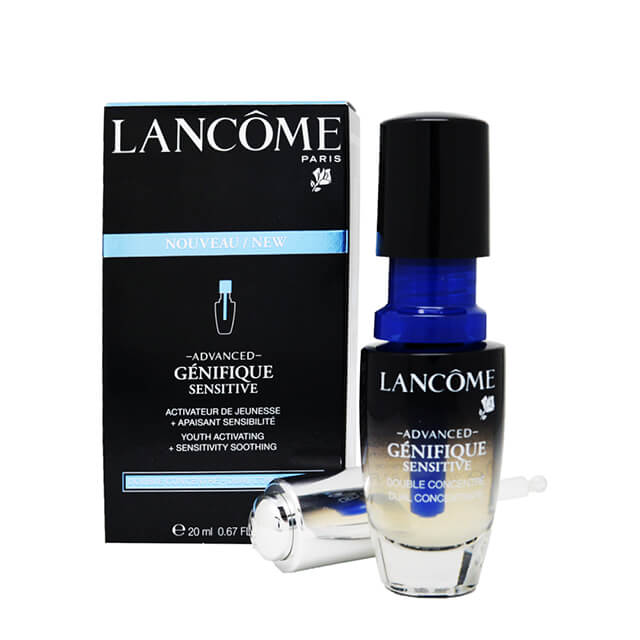 LANCÔME
PARIS
NOUVEAU / NEW
–ADVANCED–
GÉNIFIQUE
SENSITIVE
ACTIVATEUR DE JEUNESSE
+ APAISANT SENSIBILITÉ
YOUTH ACTIVATING
+ SENSITIVITY SOOTHING
℮ 20 ml 0.67 FL
LANCÔME
–ADVANCED–
GÉNIFIQUE
SENSITIVE
DOUBLE CONCENTRÉ
DUAL CONCENTRATE